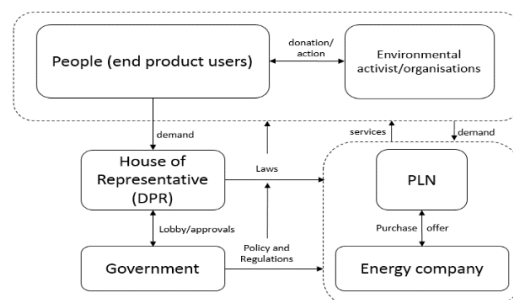 People (end product users)
donation/
action
Environmental
activist/organisations
demand
services
demand
House of
Representative
(DPR)
Laws
PLN
Lobby/approvals
Policy and
Regulations
Purchase
offer
Government
Energy company